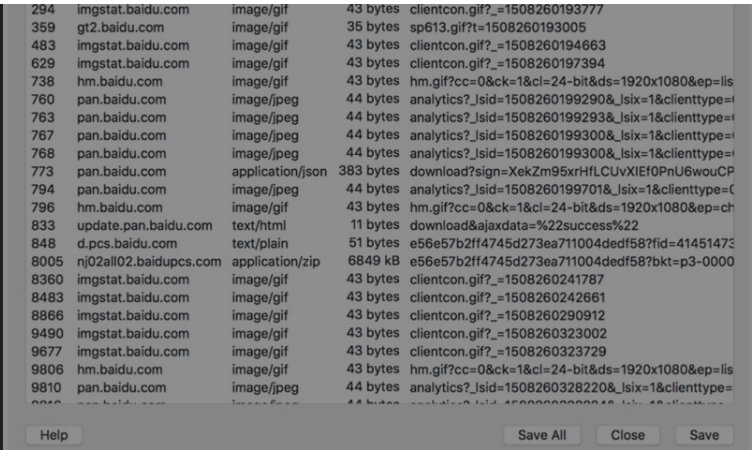 294 imgstat.baidu.com image/gif 43 bytes clientcon.gif?_=1508260193777
359 gt2.baidu.com image/gif 35 bytes sp613.gif?t=1508260193005
483 imgstat.baidu.com image/gif 43 bytes clientcon.gif?_=1508260194663
629 imgstat.baidu.com image/gif 43 bytes clientcon.gif?_=1508260197394
738 hm.baidu.com image/gif 43 bytes hm.gif?cc=0&ck=1&cl=24-bit&ds=1920x1080&ep=lis
760 pan.baidu.com image/jpeg 44 bytes analytics?_lsid=1508260199290&_lsix=1&clienttype=
763 pan.baidu.com image/jpeg 44 bytes analytics?_lsid=1508260199293&_lsix=1&clienttype=
767 pan.baidu.com image/jpeg 44 bytes analytics?_lsid=1508260199300&_lsix=1&clienttype=
768 pan.baidu.com image/jpeg 44 bytes analytics?_lsid=1508260199300&_lsix=1&clienttype=
773 pan.baidu.com application/json 383 bytes download?sign=XekZm95xrHfLCUvXIEf0PnU6wouCP
794 pan.baidu.com image/jpeg 44 bytes analytics?_lsid=1508260199701&_lsix=1&clienttype=0
796 hm.baidu.com image/gif 43 bytes hm.gif?cc=0&ck=1&cl=24-bit&ds=1920x1080&ep=ch
833 update.pan.baidu.com text/html 11 bytes download&ajaxdata=%22success%22
848 d.pcs.baidu.com text/plain 51 bytes e56e57b2ff4745d273ea711004dedf58?fid=41451473
8005 nj02all02.baidupcs.com application/zip 6849 kB e56e57b2ff4745d273ea711004dedf58?bkt=p3-0000
8360 imgstat.baidu.com image/gif 43 bytes clientcon.gif?_=1508260241787
8483 imgstat.baidu.com image/gif 43 bytes clientcon.gif?_=1508260242661
8866 imgstat.baidu.com image/gif 43 bytes clientcon.gif?_=1508260290912
9490 imgstat.baidu.com image/gif 43 bytes clientcon.gif?_=1508260323002
9677 imgstat.baidu.com image/gif 43 bytes clientcon.gif?_=1508260323729
9806 hm.baidu.com image/gif 43 bytes hm.gif?cc=0&ck=1&cl=24-bit&ds=1920x1080&ep=lis
9810 pan.baidu.com image/jpeg 44 bytes analytics?_lsid=1508260328220&_lsix=1&clienttype=
Help Save All Close Save